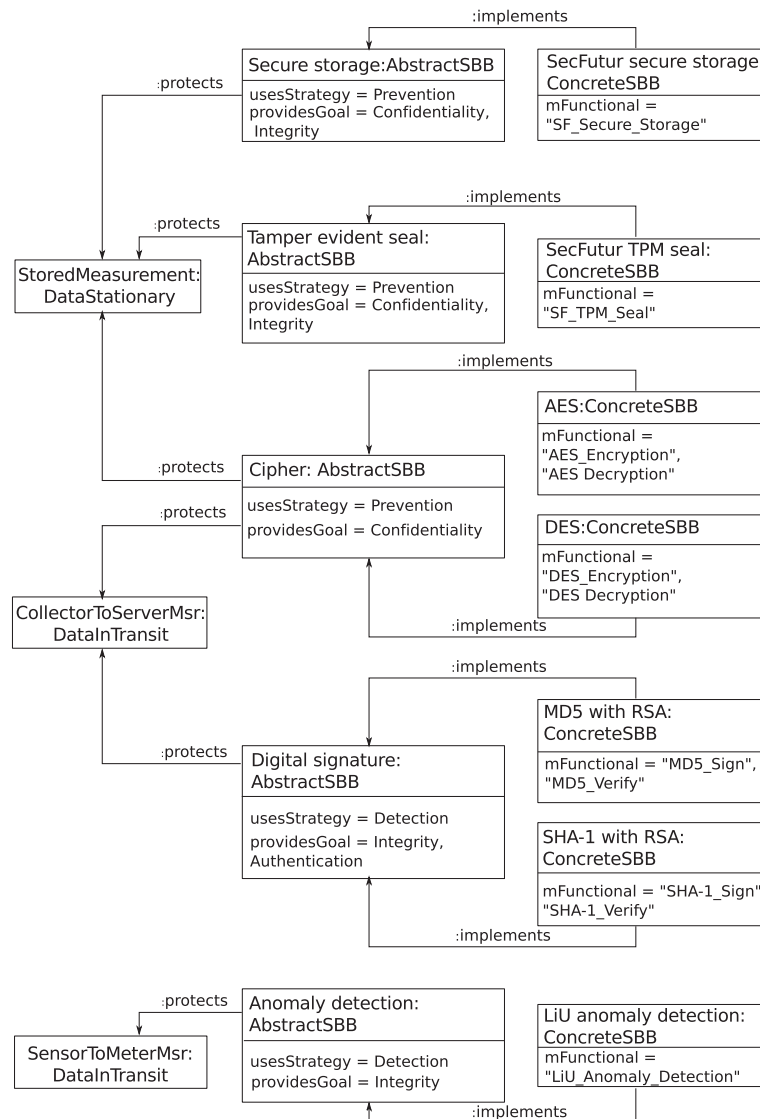 :implements
Secure storage:AbstractSBB
usesStrategy = Prevention
providesGoal = Confidentiality,
Integrity
SecFutur secure storage
ConcreteSBB
mFunctional =
"SF_Secure_Storage"
:protects
:implements
:protects
Tamper evident seal:
AbstractSBB
usesStrategy = Prevention
providesGoal = Confidentiality,
Integrity
SecFutur TPM seal:
ConcreteSBB
mFunctional =
"SF_TPM_Seal"
StoredMeasurement:
DataStationary
:implements
AES:ConcreteSBB
mFunctional =
"AES_Encryption",
"AES Decryption"
:protects
Cipher: AbstractSBB
usesStrategy = Prevention
providesGoal = Confidentiality
:protects
DES:ConcreteSBB
mFunctional =
"DES_Encryption",
"DES Decryption"
:implements
CollectorToServerMsr:
DataInTransit
:implements
MD5 with RSA:
ConcreteSBB
mFunctional = "MD5_Sign",
"MD5_Verify"
:protects
Digital signature:
AbstractSBB
usesStrategy = Detection
providesGoal = Integrity,
Authentication
SHA-1 with RSA:
ConcreteSBB
mFunctional = "SHA-1_Sign"
"SHA-1_Verify"
:implements
:protects
Anomaly detection:
AbstractSBB
usesStrategy = Detection
providesGoal = Integrity
LiU anomaly detection:
ConcreteSBB
mFunctional =
"LiU_Anomaly_Detection"
SensorToMeterMsr:
DataInTransit
:implements